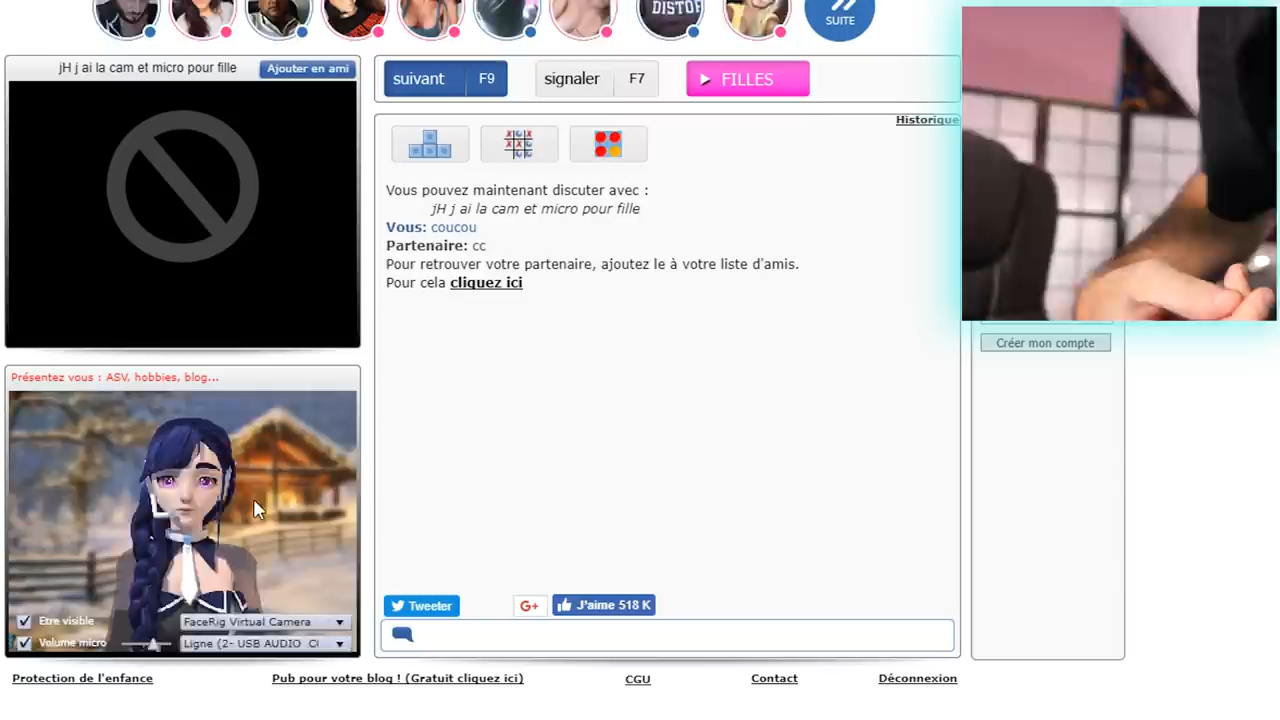 DISTOR
SUITE
jH j ai la cam et micro pour fille
Ajouter en ami
suivant F9
signaler F7
FILLES
Historique
Vous pouvez maintenant discuter avec :
jH j ai la cam et micro pour fille
Vous: coucou
Partenaire: cc
Pour retrouver votre partenaire, ajoutez le à votre liste d'amis.
Pour cela cliquez ici
Créer mon compte
Présentez vous : ASV, hobbies, blog...
Etre visible
FaceRig Virtual Camera
Volume micro
Ligne (2- USB AUDIO
Tweeter
G+
J'aime 518 K
Protection de l'enfance
Pub pour votre blog ! (Gratuit cliquez ici)
CGU
Contact
Déconnexion